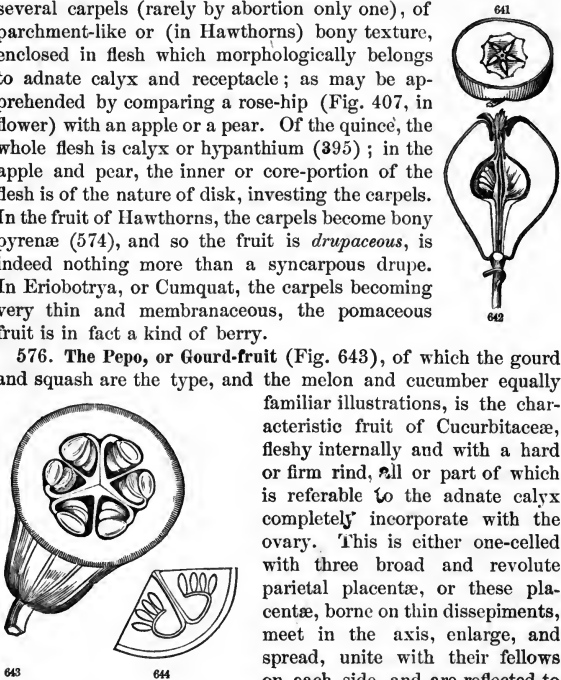 several carpels (rarely by abortion only one), of
parchment-like or (in Hawthorns) bony texture,
enclosed in flesh which morphologically belongs
to adnate calyx and receptacle; as may be ap-
prehended by comparing a rose-hip (Fig. 407, in
flower) with an apple or a pear. Of the quince, the
whole flesh is calyx or hypanthium (395); in the
apple and pear, the inner or core-portion of the
flesh is of the nature of disk, investing the carpels.
In the fruit of Hawthorns, the carpels become bony
pyrenæ (574), and so the fruit is drupaceous, is
indeed nothing more than a syncarpous drupe.
In Eriobotrya, or Cumquat, the carpels becoming
very thin and membranaceous, the pomaceous
fruit is in fact a kind of berry.
641
642
576. The Pepo, or Gourd-fruit (Fig. 643), of which the gourd
and squash are the type, and the melon and cucumber equally
familiar illustrations, is the char-
acteristic fruit of Cucurbitaceæ,
fleshy internally and with a hard
or firm rind, all or part of which
is referable to the adnate calyx
completely incorporate with the
ovary. This is either one-celled
with three broad and revolute
parietal placentæ, or these pla-
centæ, borne on thin dissepiments,
meet in the axis, enlarge, and
spread, unite with their fellows
on each side, and are reflected to
643
644